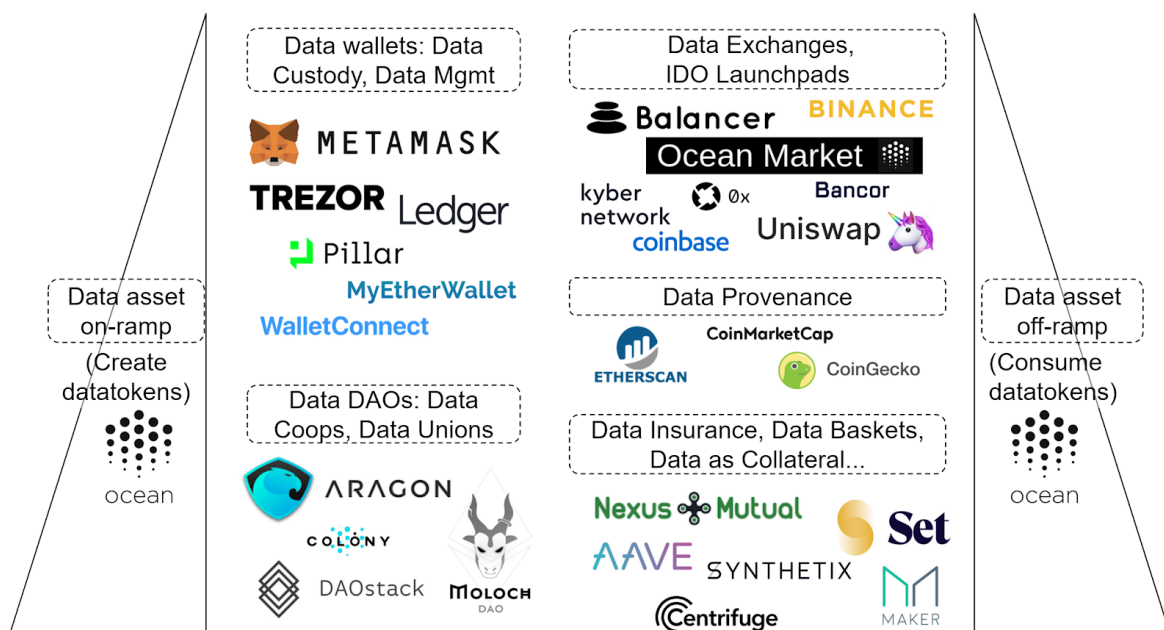 Data asset
on-ramp
(Create
datatokens)
ocean
Data wallets: Data
Custody, Data Mgmt
METAMASK
TREZOR
Ledger
Pillar
MyEtherWallet
WalletConnect
Data DAOs: Data
Coops, Data Unions
ARAGON
COLONY
DAOstack
MOLOCH
DAO
Data Exchanges,
IDO Launchpads
Balancer
BINANCE
Ocean Market
kyber
network
0x
Bancor
coinbase
Uniswap
Data Provenance
ETHERSCAN
CoinMarketCap
CoinGecko
Data Insurance, Data Baskets,
Data as Collateral...
Nexus Mutual
Set
AAVE
SYNTHETIX
Centrifuge
MAKER
Data asset
off-ramp
(Consume
datatokens)
ocean